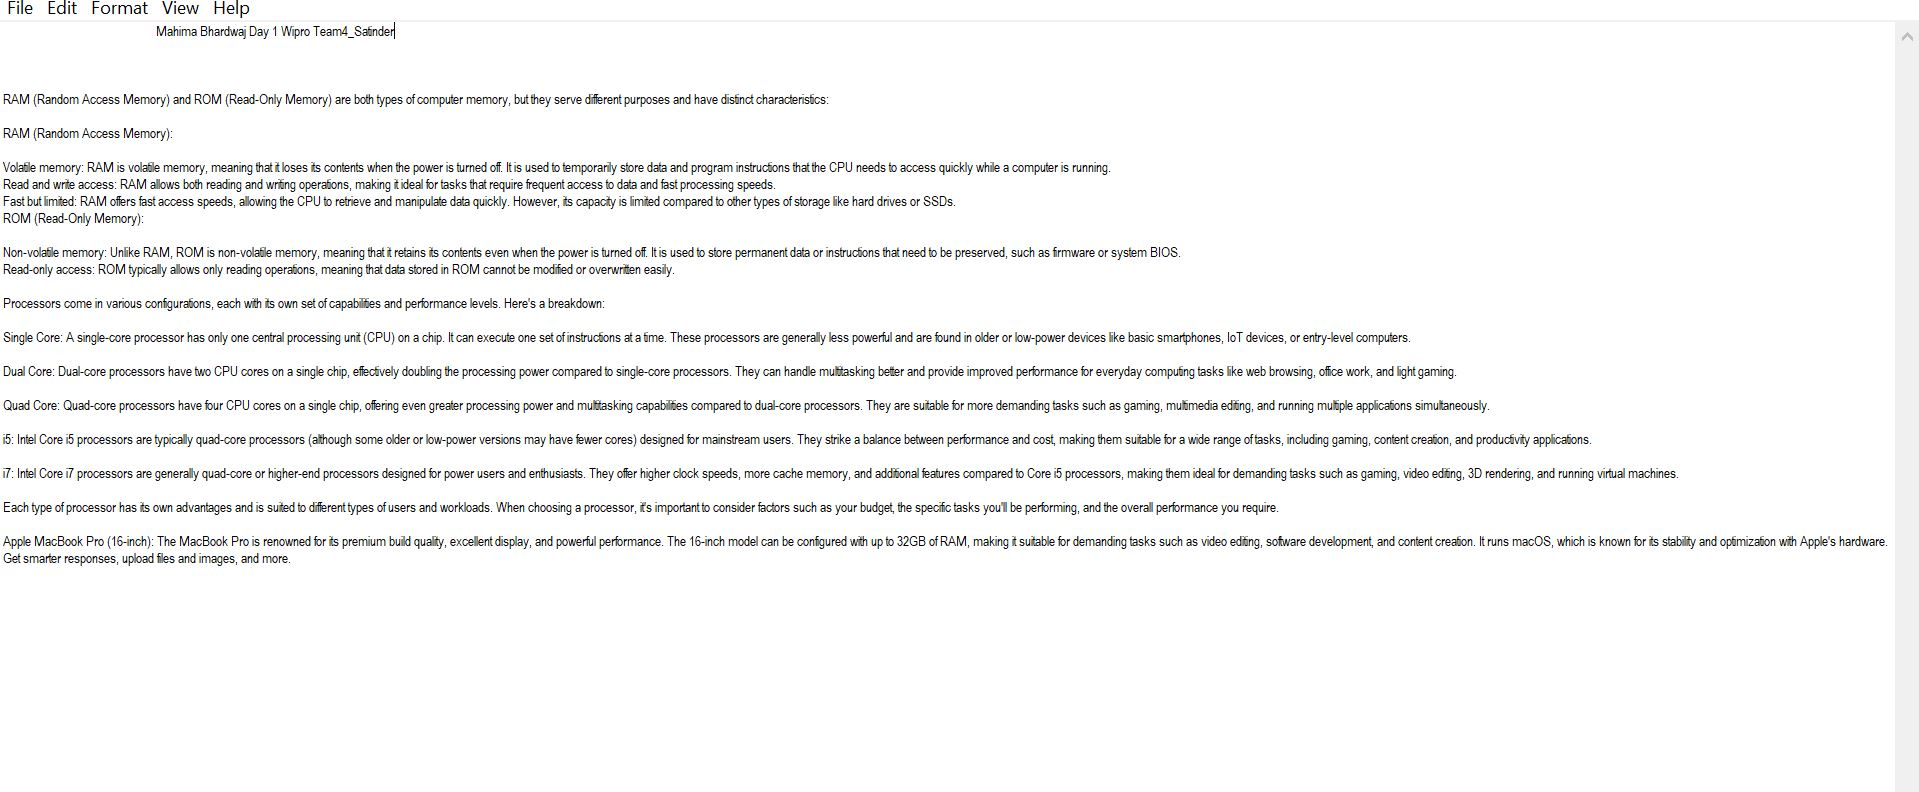 File Edit Format View Help
Mahima Bhardwaj Day 1 Wipro Team4_Satinder
RAM (Random Access Memory) and ROM (Read-Only Memory) are both types of computer memory, but they serve different purposes and have distinct characteristics:
RAM (Random Access Memory):
Volatile memory: RAM is volatile memory, meaning that it loses its contents when the power is turned off. It is used to temporarily store data and program instructions that the CPU needs to access quickly while a computer is running.
Read and write access: RAM allows both reading and writing operations, making it ideal for tasks that require frequent access to data and fast processing speeds.
Fast but limited: RAM offers fast access speeds, allowing the CPU to retrieve and manipulate data quickly. However, its capacity is limited compared to other types of storage like hard drives or SSDs.
ROM (Read-Only Memory):
Non-volatile memory: Unlike RAM, ROM is non-volatile memory, meaning that it retains its contents even when the power is turned off. It is used to store permanent data or instructions that need to be preserved, such as firmware or system BIOS.
Read-only access: ROM typically allows only reading operations, meaning that data stored in ROM cannot be modified or overwritten easily.
Processors come in various configurations, each with its own set of capabilities and performance levels. Here's a breakdown:
Single Core: A single-core processor has only one central processing unit (CPU) on a chip. It can execute one set of instructions at a time. These processors are generally less powerful and are found in older or low-power devices like basic smartphones, IoT devices, or entry-level computers.
Dual Core: Dual-core processors have two CPU cores on a single chip, effectively doubling the processing power compared to single-core processors. They can handle multitasking better and provide improved performance for everyday computing tasks like web browsing, office work, and light gaming.
Quad Core: Quad-core processors have four CPU cores on a single chip, offering even greater processing power and multitasking capabilities compared to dual-core processors. They are suitable for more demanding tasks such as gaming, multimedia editing, and running multiple applications simultaneously.
i5: Intel Core i5 processors are typically quad-core processors (although some older or low-power versions may have fewer cores) designed for mainstream users. They strike a balance between performance and cost, making them suitable for a wide range of tasks, including gaming, content creation, and productivity applications.
i7: Intel Core i7 processors are generally quad-core or higher-end processors designed for power users and enthusiasts. They offer higher clock speeds, more cache memory, and additional features compared to Core i5 processors, making them ideal for demanding tasks such as gaming, video editing, 3D rendering, and running virtual machines.
Each type of processor has its own advantages and is suited to different types of users and workloads. When choosing a processor, it's important to consider factors such as your budget, the specific tasks you'll be performing, and the overall performance you require.
Apple MacBook Pro (16-inch): The MacBook Pro is renowned for its premium build quality, excellent display, and powerful performance. The 16-inch model can be configured with up to 32GB of RAM, making it suitable for demanding tasks such as video editing, software development, and content creation. It runs macOS, which is known for its stability and optimization with Apple's hardware.
Get smarter responses, upload files and images, and more.